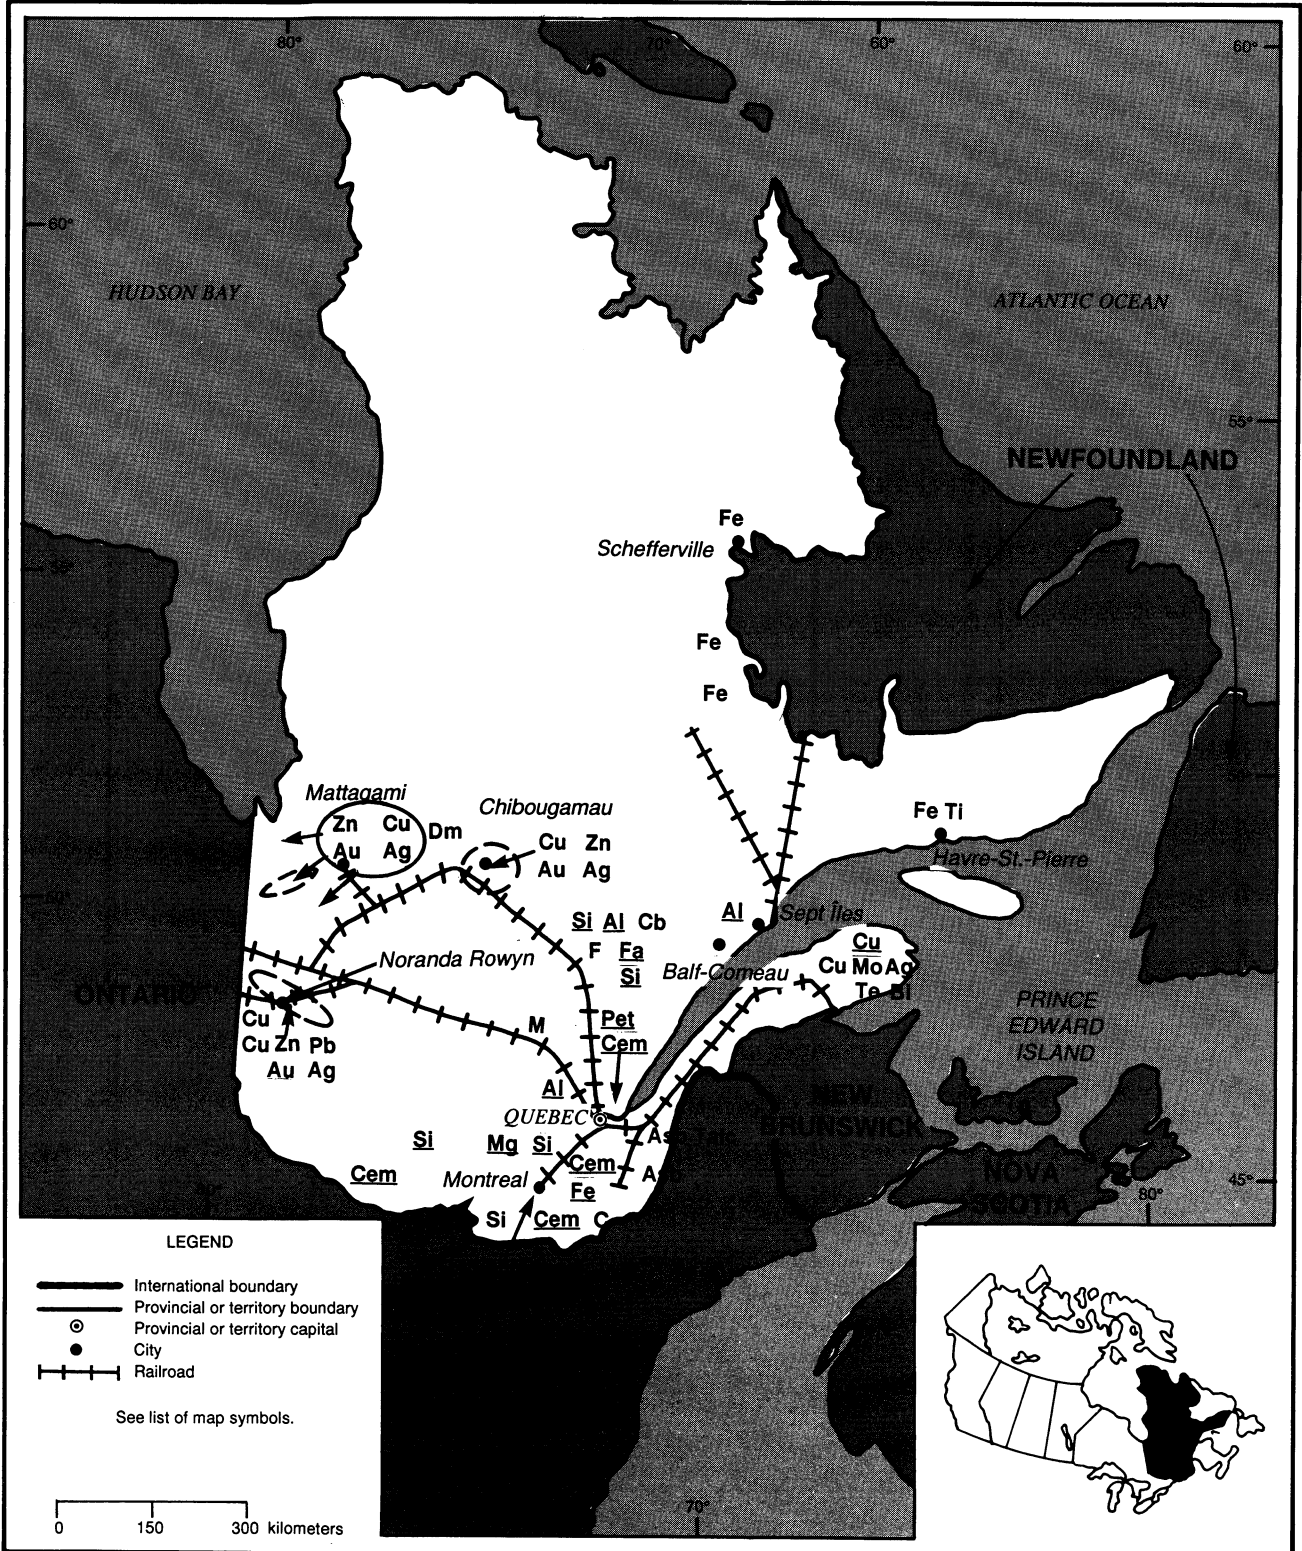 80°
70°
60°
60°
60°
HUDSON BAY
ATLANTIC OCEAN
55°
NEWFOUNDLAND
Fe
Schefferville
Fe
Fe
Mattagami
Chibougamau
Zn Cu
Dm
Au Ag
Cu Zn
Au Ag
Fe Ti
Havre-St.-Pierre
Al
Sept Îles
Si Al Cb
F Fa
Si
Balf-Comeau
Cu
Cu Mo Ag
Te Bi
Noranda Rowyn
ONTARIO
Cu
Cu Zn Pb
Au Ag
M
Pet
Cem
Al
QUEBEC
PRINCE
EDWARD
ISLAND
NEW
BRUNSWICK
NOVA
SCOTIA
Si
Mg Si
Cem
Montreal
Cem
Fe
Si Cem C
45°
80°
70°
LEGEND
International boundary
Provincial or territory boundary
Provincial or territory capital
City
Railroad
See list of map symbols.
0 150 300 kilometers